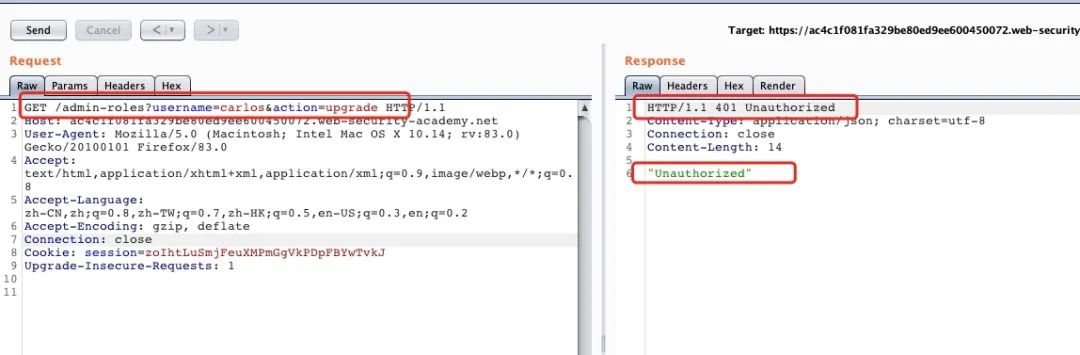 Send Cancel < > Target: https://ac4c1f081fa329be80ed9ee600450072.web-security
Request
Raw Params Headers Hex
1 GET /admin-roles?username=carlos&action=upgrade HTTP/1.1
2 Host: ac4c1f081fa329be80ed9ee600450072.web-security-academy.net
3 User-Agent: Mozilla/5.0 (Macintosh; Intel Mac OS X 10.14; rv:83.0)
Gecko/20100101 Firefox/83.0
4 Accept:
text/html,application/xhtml+xml,application/xml;q=0.9,image/webp,*/*;q=0.
8
5 Accept-Language:
zh-CN,zh;q=0.8,zh-TW;q=0.7,zh-HK;q=0.5,en-US;q=0.3,en;q=0.2
6 Accept-Encoding: gzip, deflate
7 Connection: close
8 Cookie: session=zoIhtLuSmjFeuXMPmGgVkPDpFBYwTvkJ
9 Upgrade-Insecure-Requests: 1
10
11
Response
Raw Headers Hex Render
1 HTTP/1.1 401 Unauthorized
2 Content-Type: application/json; charset=utf-8
3 Connection: close
4 Content-Length: 14
5
6 "Unauthorized"